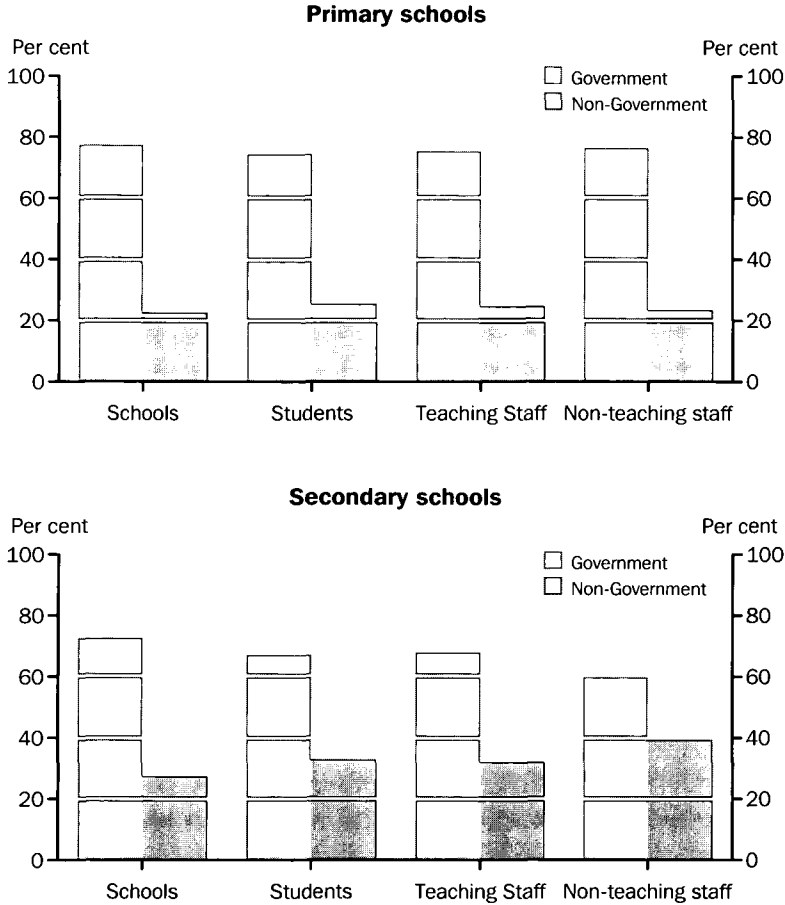 Primary schools
Per cent Per cent
100 100
Government
Non-Government
80 80
60 60
40 40
20 20
0 0
Schools Students Teaching Staff Non-teaching staff
Secondary schools
Per cent Per cent
100 100
Government
Non-Government
80 80
60 60
40 40
20 20
0 0
Schools Students Teaching Staff Non-teaching staff